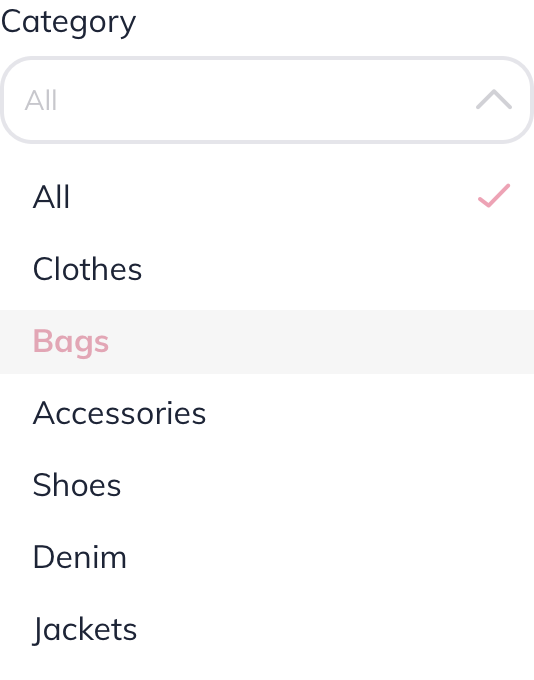 Category
All
All
Clothes
Bags
Accessories
Shoes
Denim
Jackets